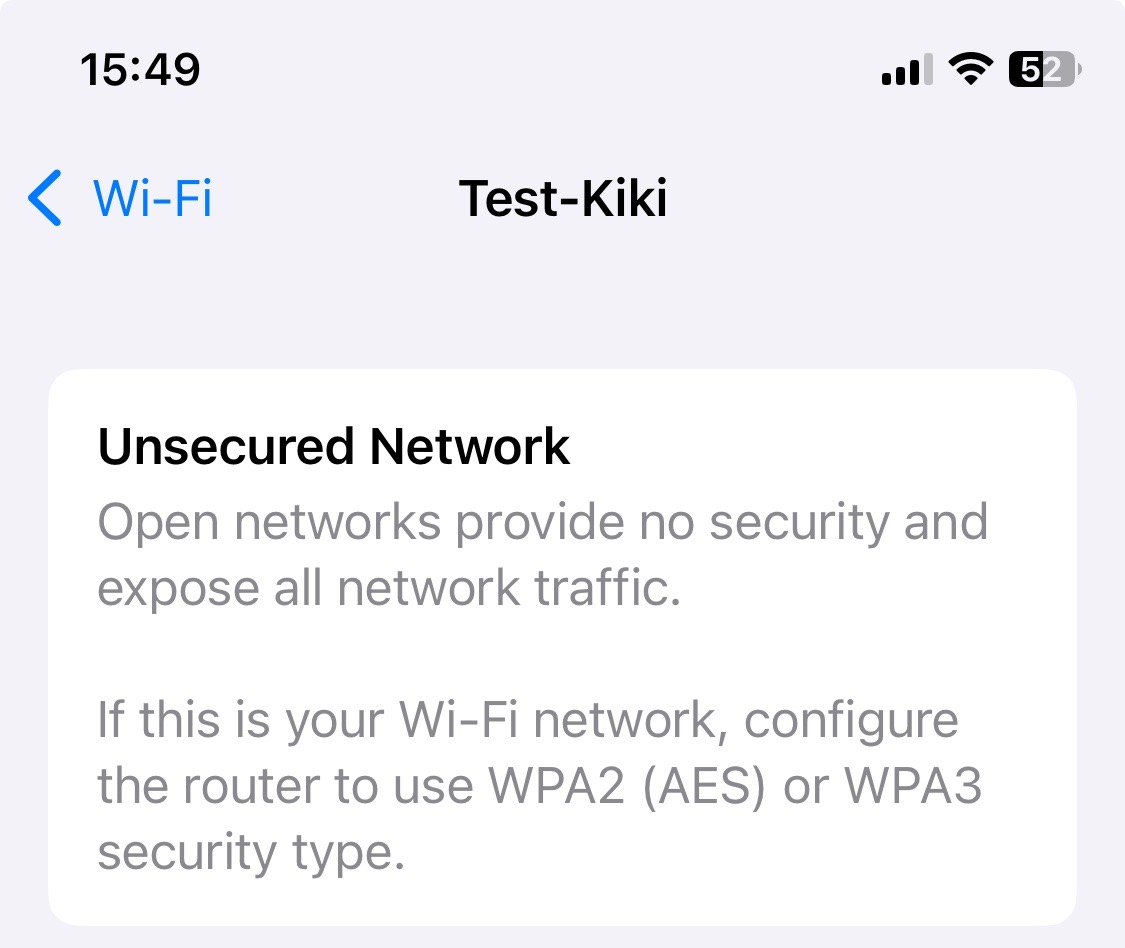 15:49
52
Wi-Fi
Test-Kiki
Unsecured Network
Open networks provide no security and
expose all network traffic.
If this is your Wi-Fi network, configure
the router to use WPA2 (AES) or WPA3
security type.